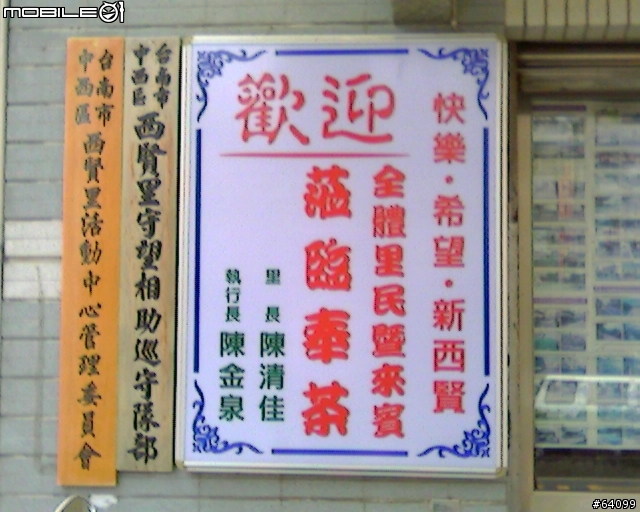 mobile01
台南市
中西區
西賢里活動中心管理委員會
台南市
中西區
西賢里守望相助巡守隊部
歡迎
快樂·希望·新西賢
全體里民暨來賓
蒞臨奉茶
里長 陳清佳
執行長 陳金泉
#64099